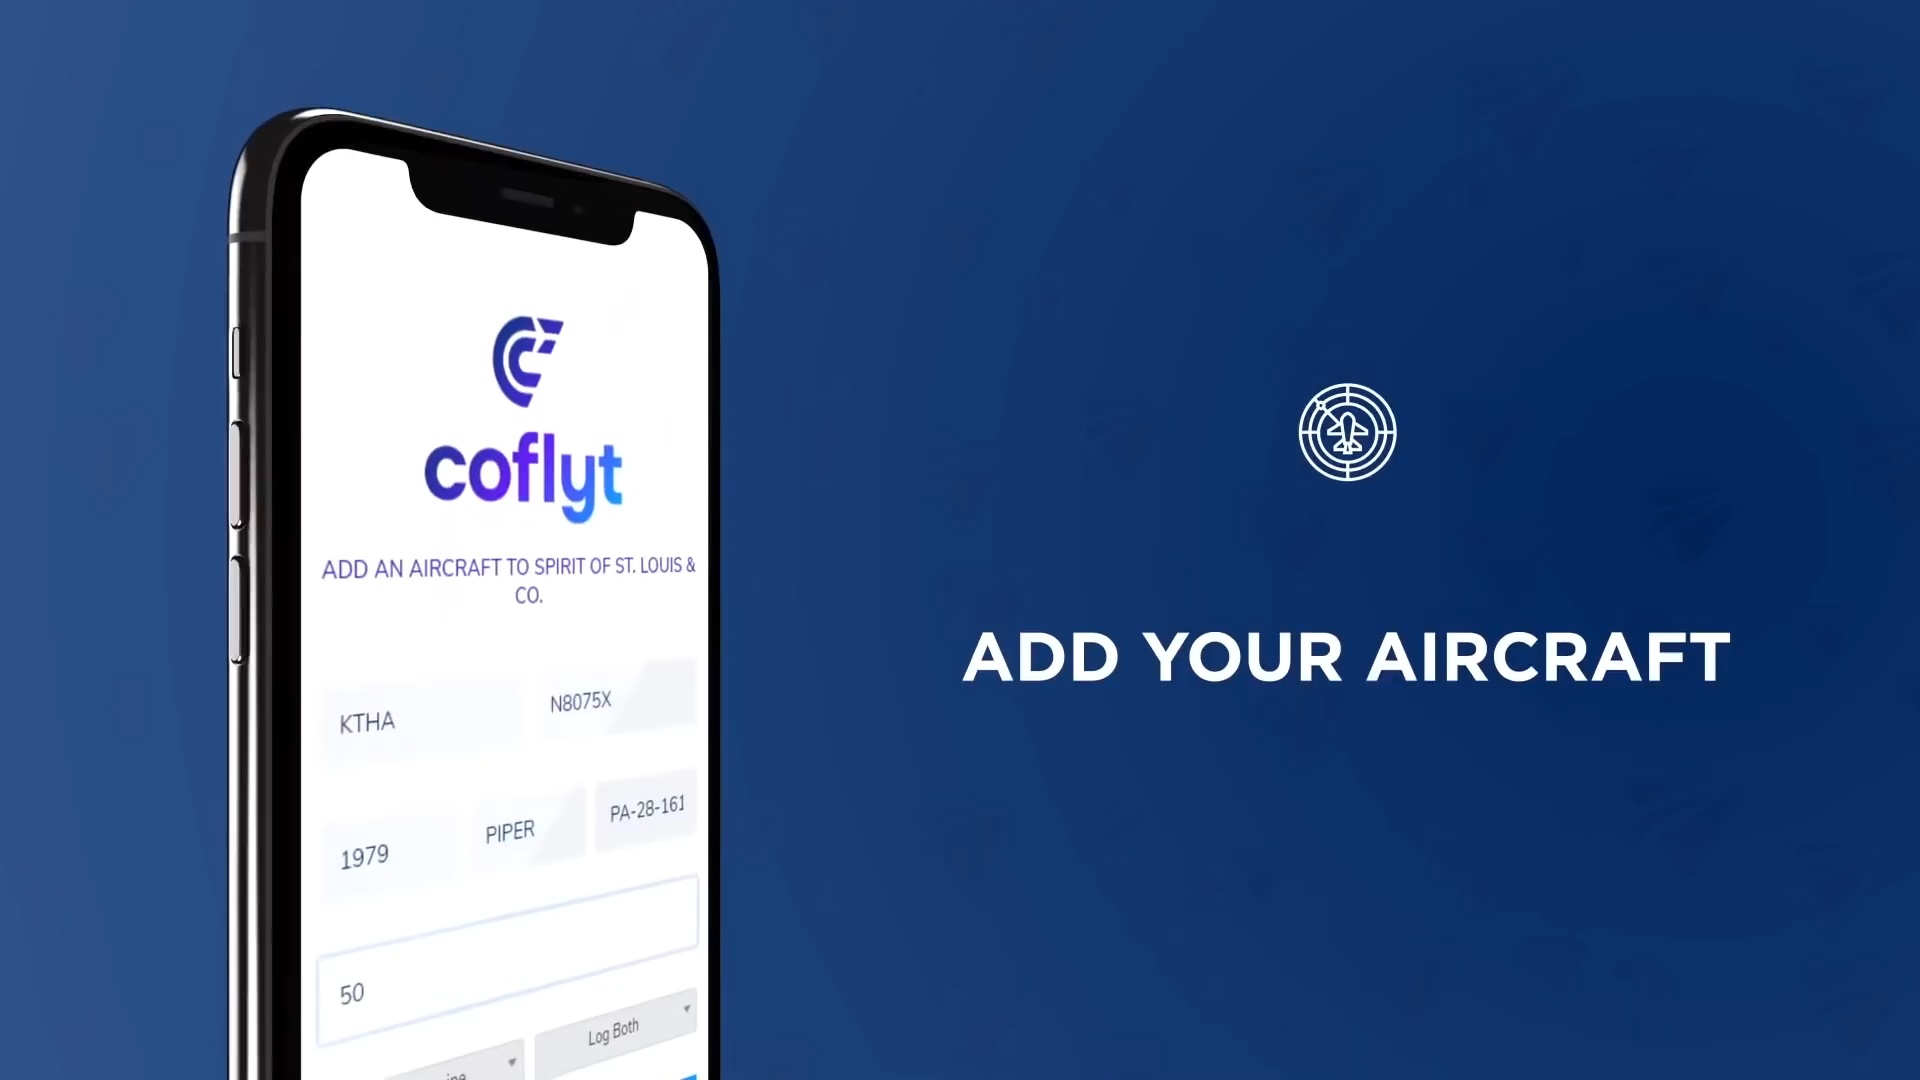 coflyt
ADD AN AIRCRAFT TO SPIRIT OF ST. LOUIS &
CO.
KTHA
N8075X
1979
PIPER
PA-28-161
50
Log Both
ADD YOUR AIRCRAFT